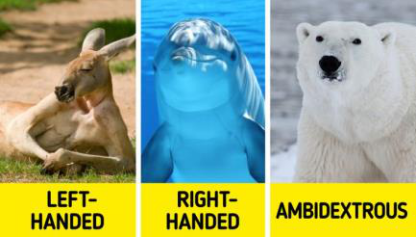 LEFT-
HANDED
RIGHT-
HANDED
AMBIDEXTROUS